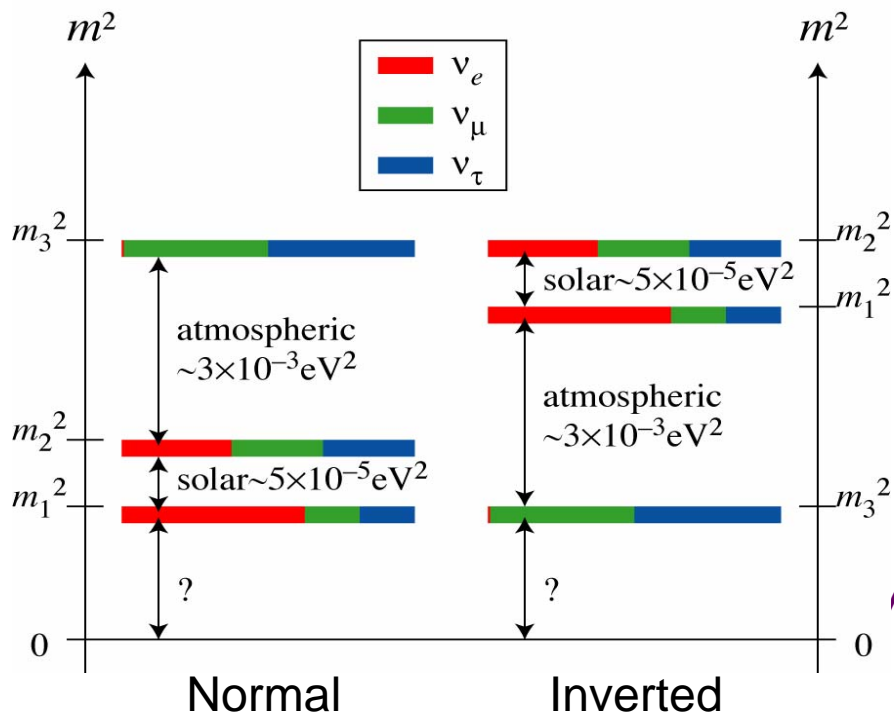 m²
m²
νe
νμ
ντ
m₃²
m₂²
solar~5×10⁻⁵eV²
m₁²
atmospheric
~3×10⁻³eV²
atmospheric
~3×10⁻³eV²
m₂²
solar~5×10⁻⁵eV²
m₁²
m₃²
?
?
0
0
Normal
Inverted